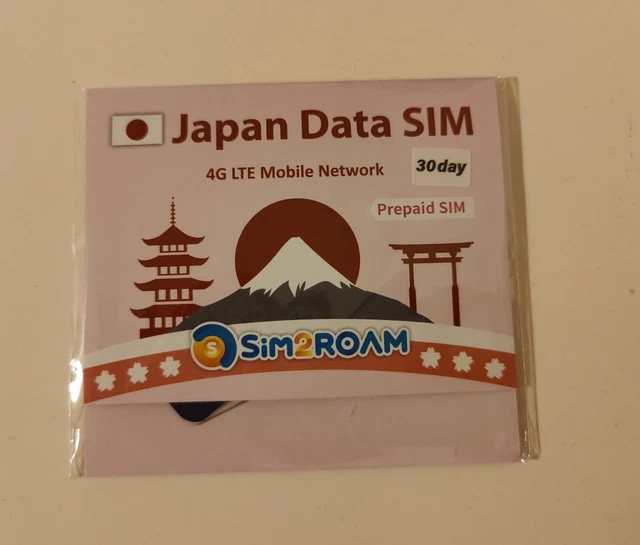 Japan Data SIM
4G LTE Mobile Network
30day
Prepaid SIM
S
SiM2ROAM